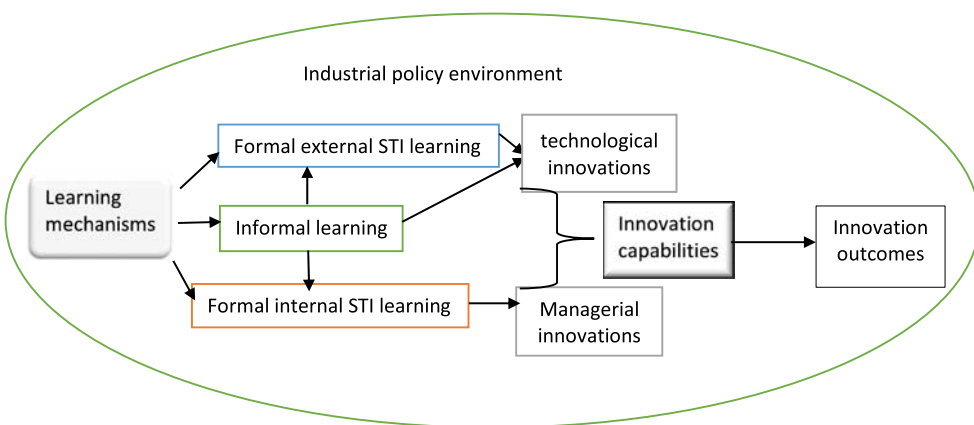 Industrial policy environment
Formal external STI learning
technological
innovations
Learning
mechanisms
Informal learning
Innovation
capabilities
Innovation
outcomes
Formal internal STI learning
Managerial
innovations